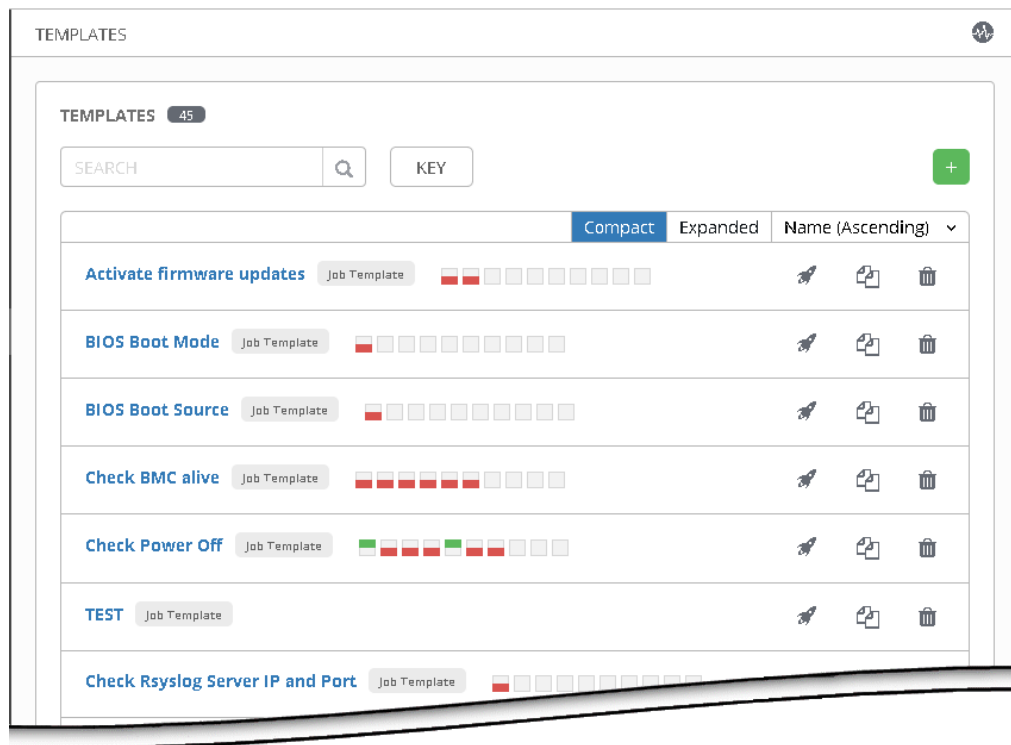 TEMPLATES
TEMPLATES 45
SEARCH KEY +
Compact Expanded Name (Ascending)
Activate firmware updates Job Template
BIOS Boot Mode Job Template
BIOS Boot Source Job Template
Check BMC alive Job Template
Check Power Off Job Template
TEST Job Template
Check Rsyslog Server IP and Port Job Template